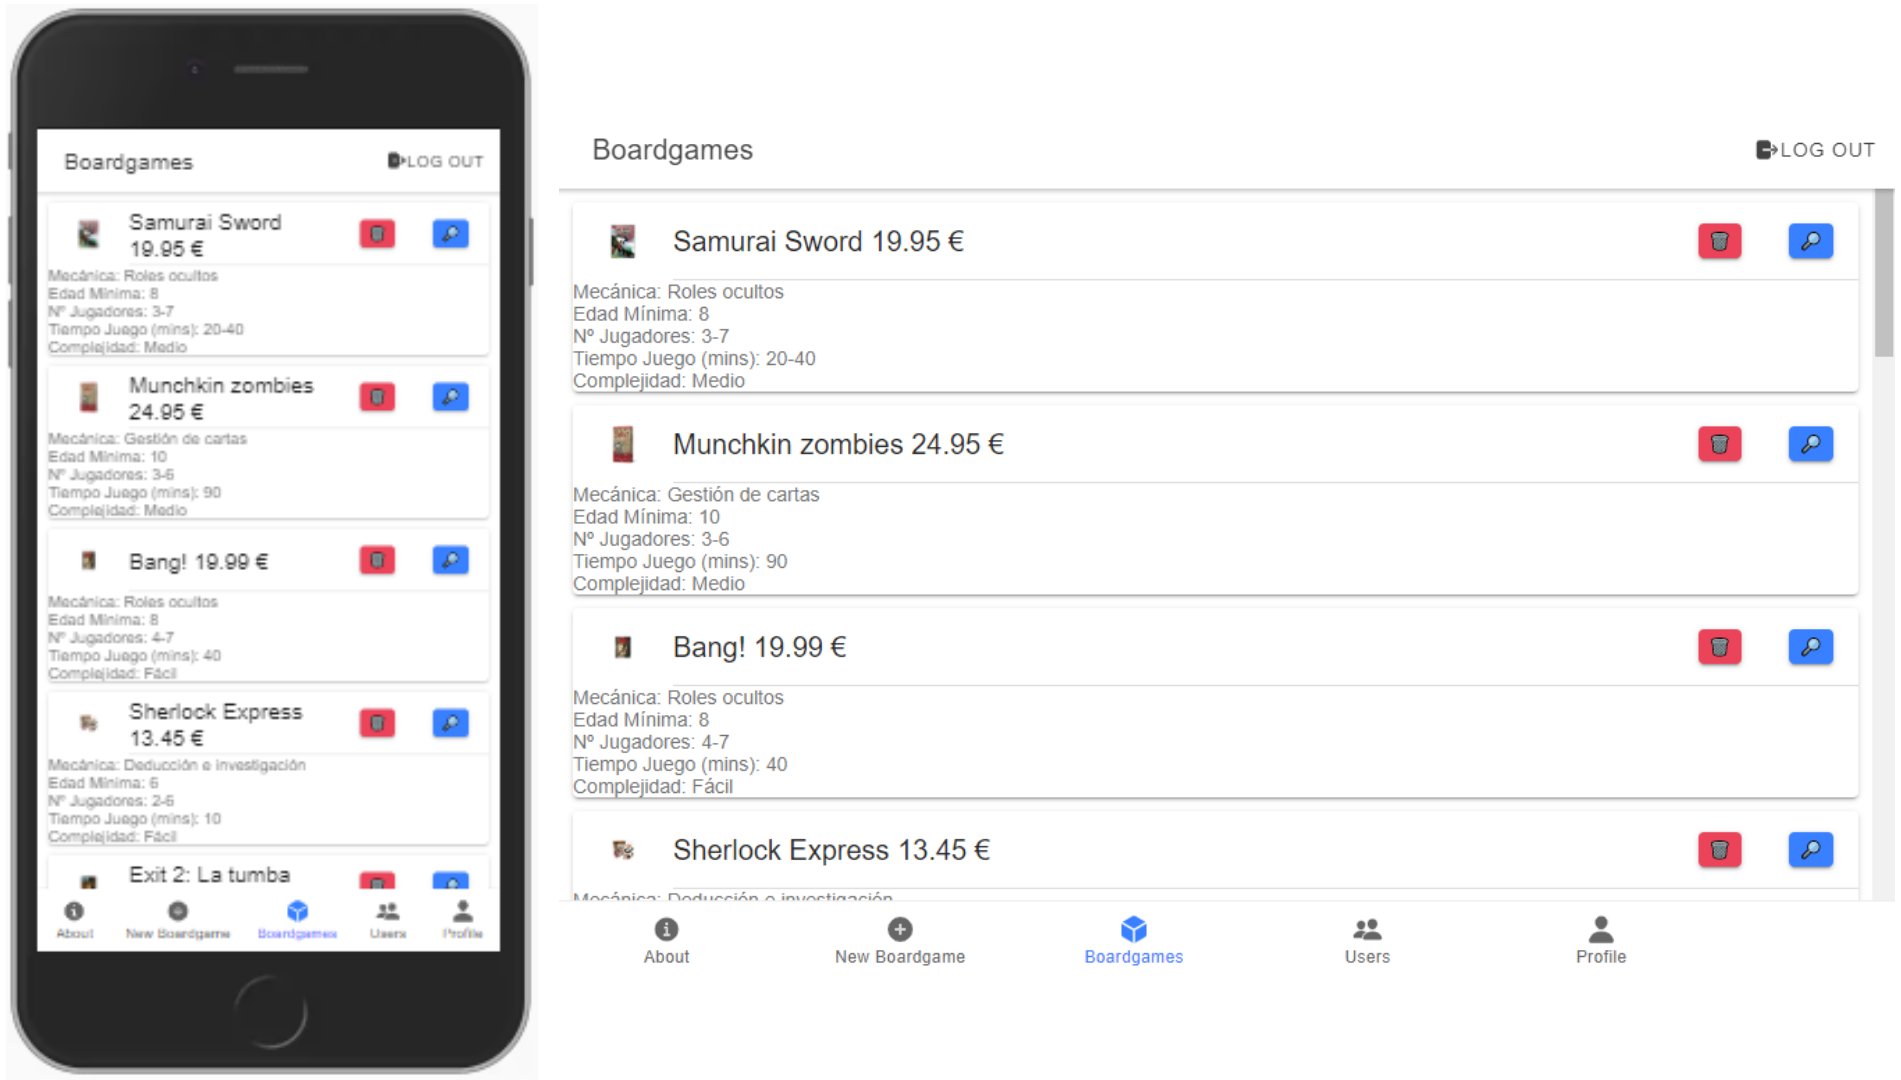 Boardgames
LOG OUT
Samurai Sword
19.95 €
Mecánica: Roles ocultos
Edad Mínima: 8
Nº Jugadores: 3-7
Tiempo Juego (mins): 20-40
Complejidad: Medio
Munchkin zombies
24.95 €
Mecánica: Gestión de cartas
Edad Mínima: 10
Nº Jugadores: 3-6
Tiempo Juego (mins): 90
Complejidad: Medio
Bang! 19.99 €
Mecánica: Roles ocultos
Edad Mínima: 8
Nº Jugadores: 4-7
Tiempo Juego (mins): 40
Complejidad: Fácil
Sherlock Express
13.45 €
Mecánica: Deducción e investigación
Edad Mínima: 6
Nº Jugadores: 2-6
Tiempo Juego (mins): 10
Complejidad: Fácil
Exit 2: La tumba
About
New Boardgame
Boardgames
Users
Profile
Boardgames
LOG OUT
Samurai Sword 19.95 €
Mecánica: Roles ocultos
Edad Mínima: 8
Nº Jugadores: 3-7
Tiempo Juego (mins): 20-40
Complejidad: Medio
Munchkin zombies 24.95 €
Mecánica: Gestión de cartas
Edad Mínima: 10
Nº Jugadores: 3-6
Tiempo Juego (mins): 90
Complejidad: Medio
Bang! 19.99 €
Mecánica: Roles ocultos
Edad Mínima: 8
Nº Jugadores: 4-7
Tiempo Juego (mins): 40
Complejidad: Fácil
Sherlock Express 13.45 €
Mecánica: Deducción e investigación
About
New Boardgame
Boardgames
Users
Profile